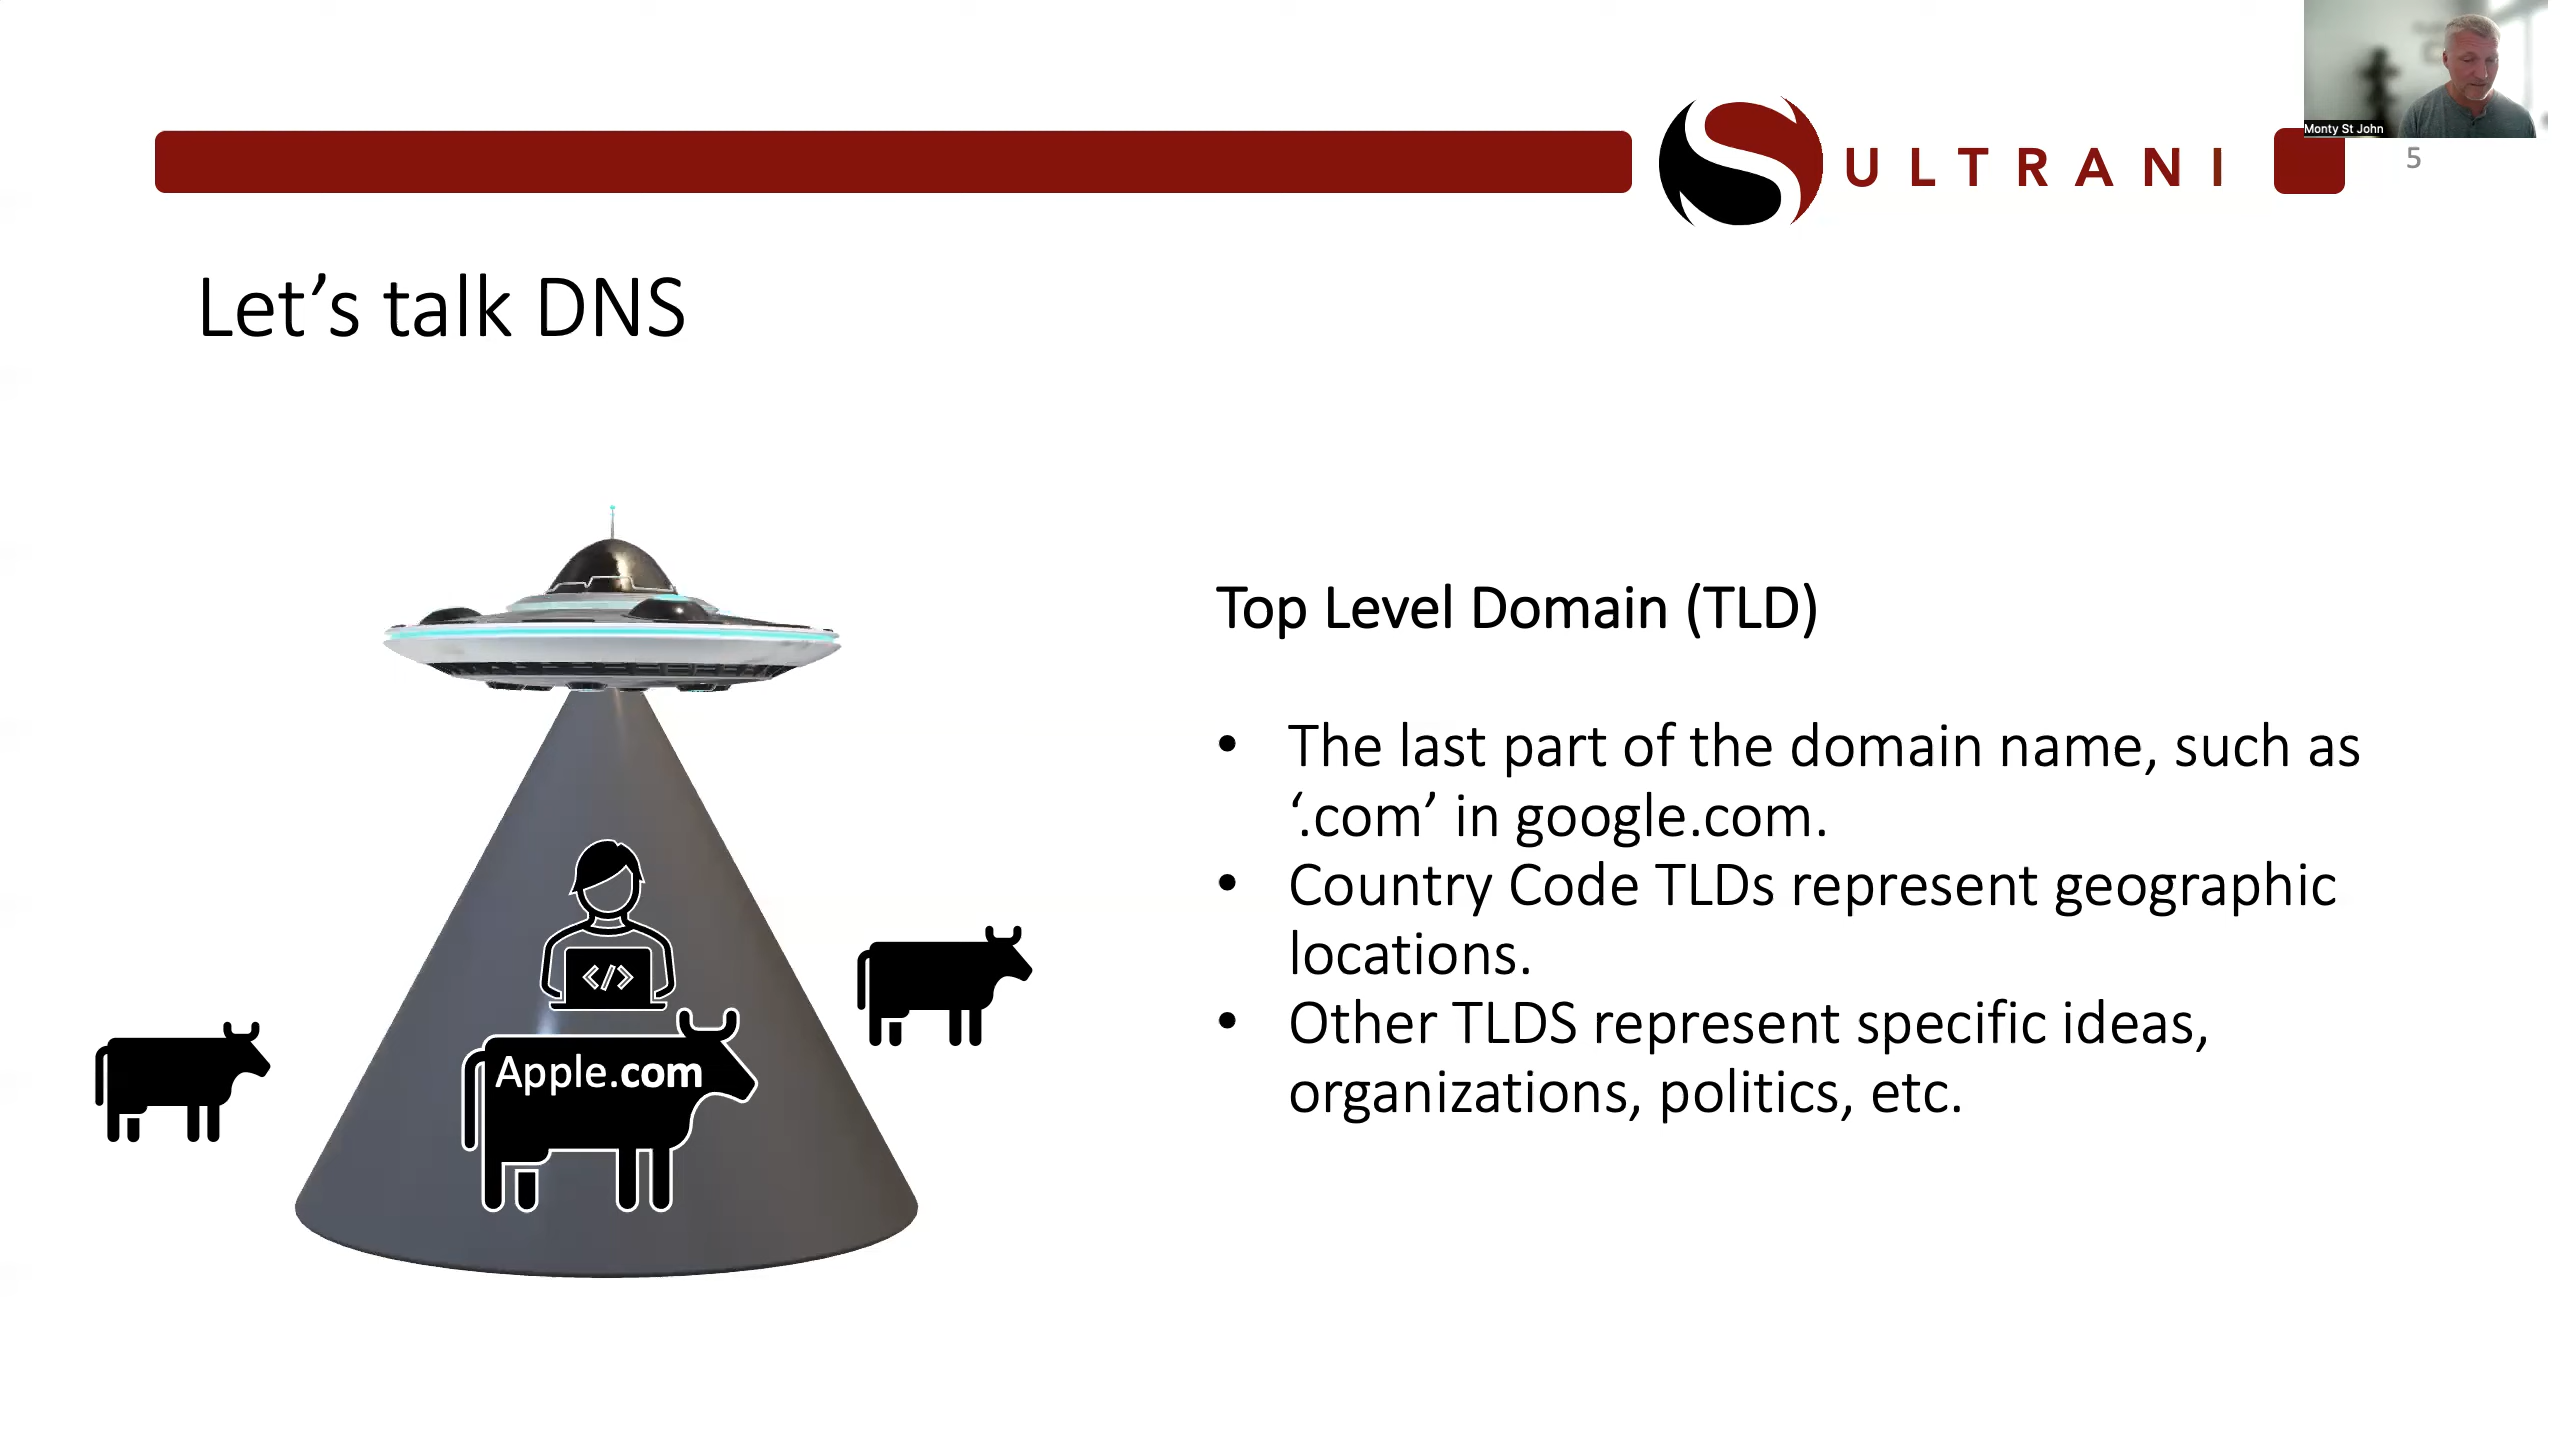 Monty St John
SULTRANI
5
Let’s talk DNS
Top Level Domain (TLD)
• The last part of the domain name, such as
‘.com’ in google.com.
• Country Code TLDs represent geographic
locations.
• Other TLDS represent specific ideas,
organizations, politics, etc.
</>
Apple.com